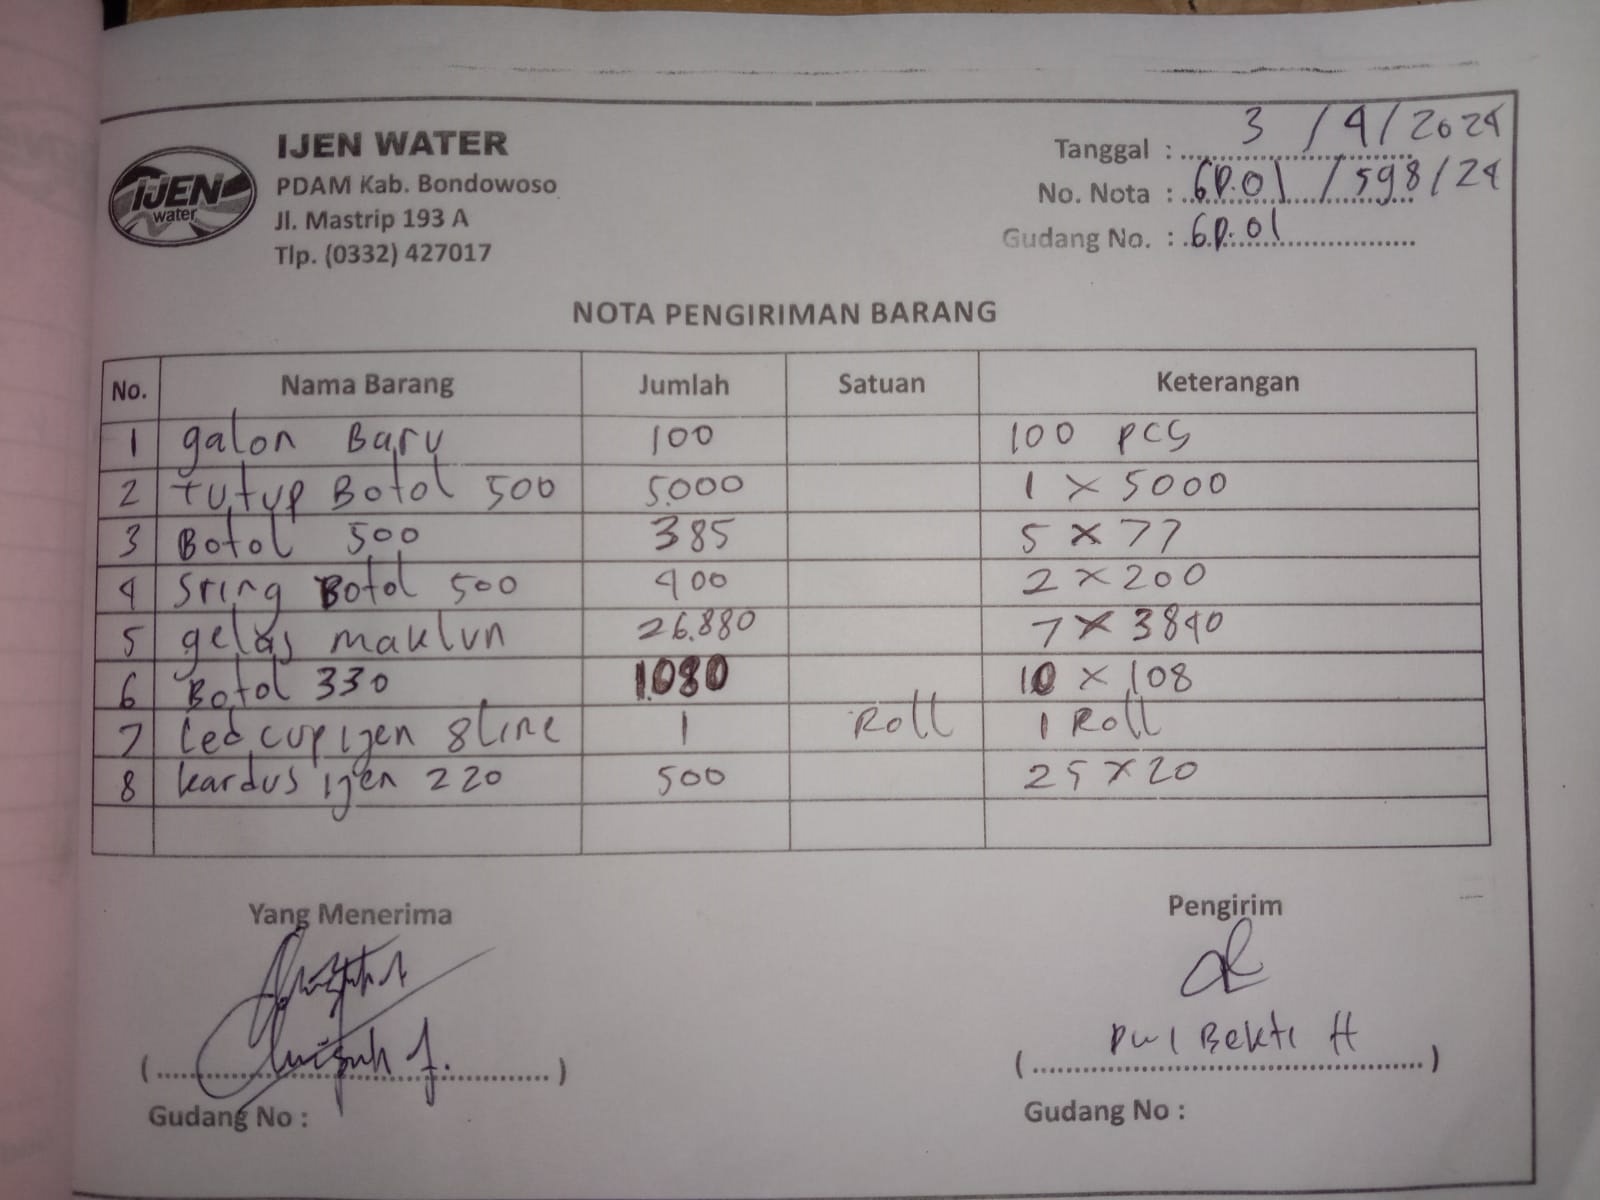 IJEN
water
IJEN WATER
PDAM Kab. Bondowoso
Jl. Mastrip 193 A
Tlp. (0332) 427017
Tanggal : 3 / 4 / 2024
No. Nota : GD.01 / 598 / 24
Gudang No. : GD.01
NOTA PENGIRIMAN BARANG
No. Nama Barang Jumlah Satuan Keterangan
1 galon Baru 100 100 pcs
2 Tutup Botol 500 5.000 1 x 5000
3 Botol 500 385 5 x 77
4 Sring Botol 500 400 2 x 200
5 gelas maklun 26.880 7 x 3840
6 Botol 330 1.080 10 x 108
7 Led cup ijen 8 line 1 Roll 1 Roll
8 kardus ijen 220 500 25 x 20
Yang Menerima Pengirim
( ) ( Dwi Bekti H )
Gudang No : Gudang No :